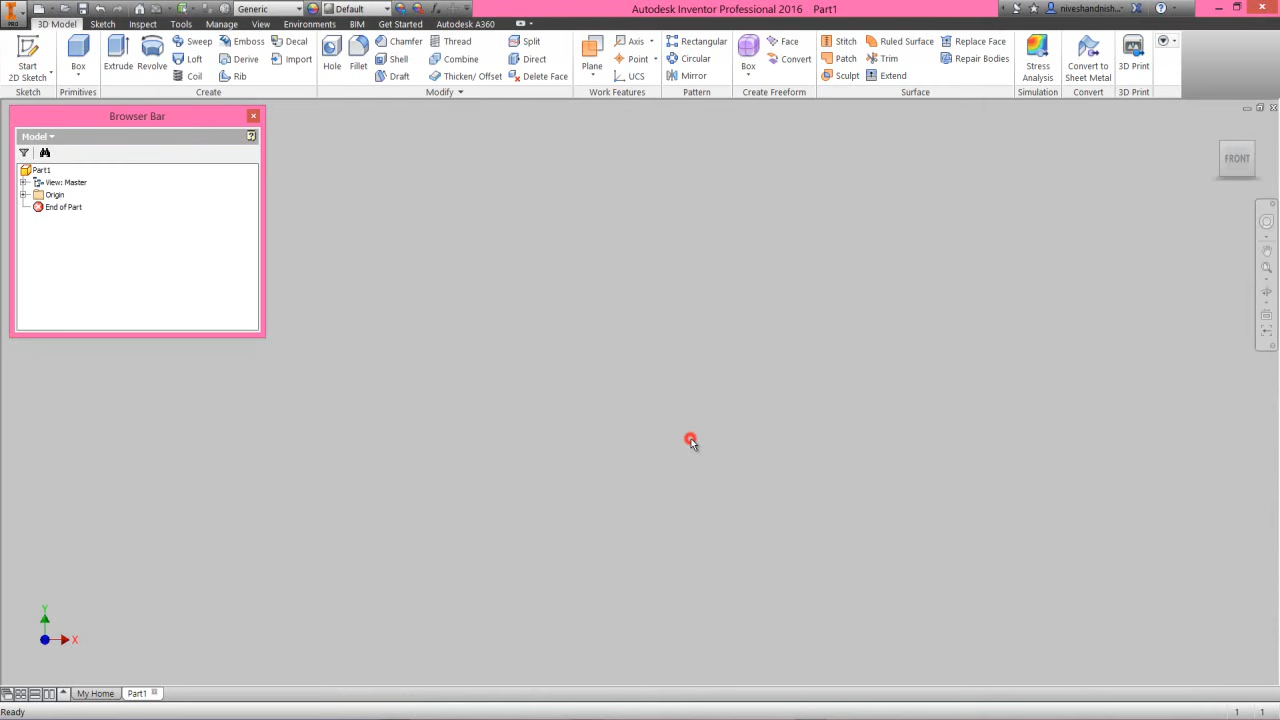 Generic Default Autodesk Inventor Professional 2016 Part1 niveshandnish...
PRO 3D Model Sketch Inspect Tools Manage View Environments BIM Get Started Autodesk A360
Sweep Emboss Decal Chamfer Thread Split Axis Rectangular Face Stitch Ruled Surface Replace Face
Loft Derive Import Shell Combine Direct Point Circular Convert Patch Trim Repair Bodies
Start 2D Sketch Box Extrude Revolve Coil Rib Hole Fillet Draft Thicken/ Offset Delete Face Plane UCS Mirror Box Sculpt Extend Stress Analysis Convert to Sheet Metal 3D Print
Sketch Primitives Create Modify Work Features Pattern Create Freeform Surface Simulation Convert 3D Print
Browser Bar
Model
Part1
View: Master
Origin
End of Part
FRONT
Y
X
My Home Part1
Ready 1 1